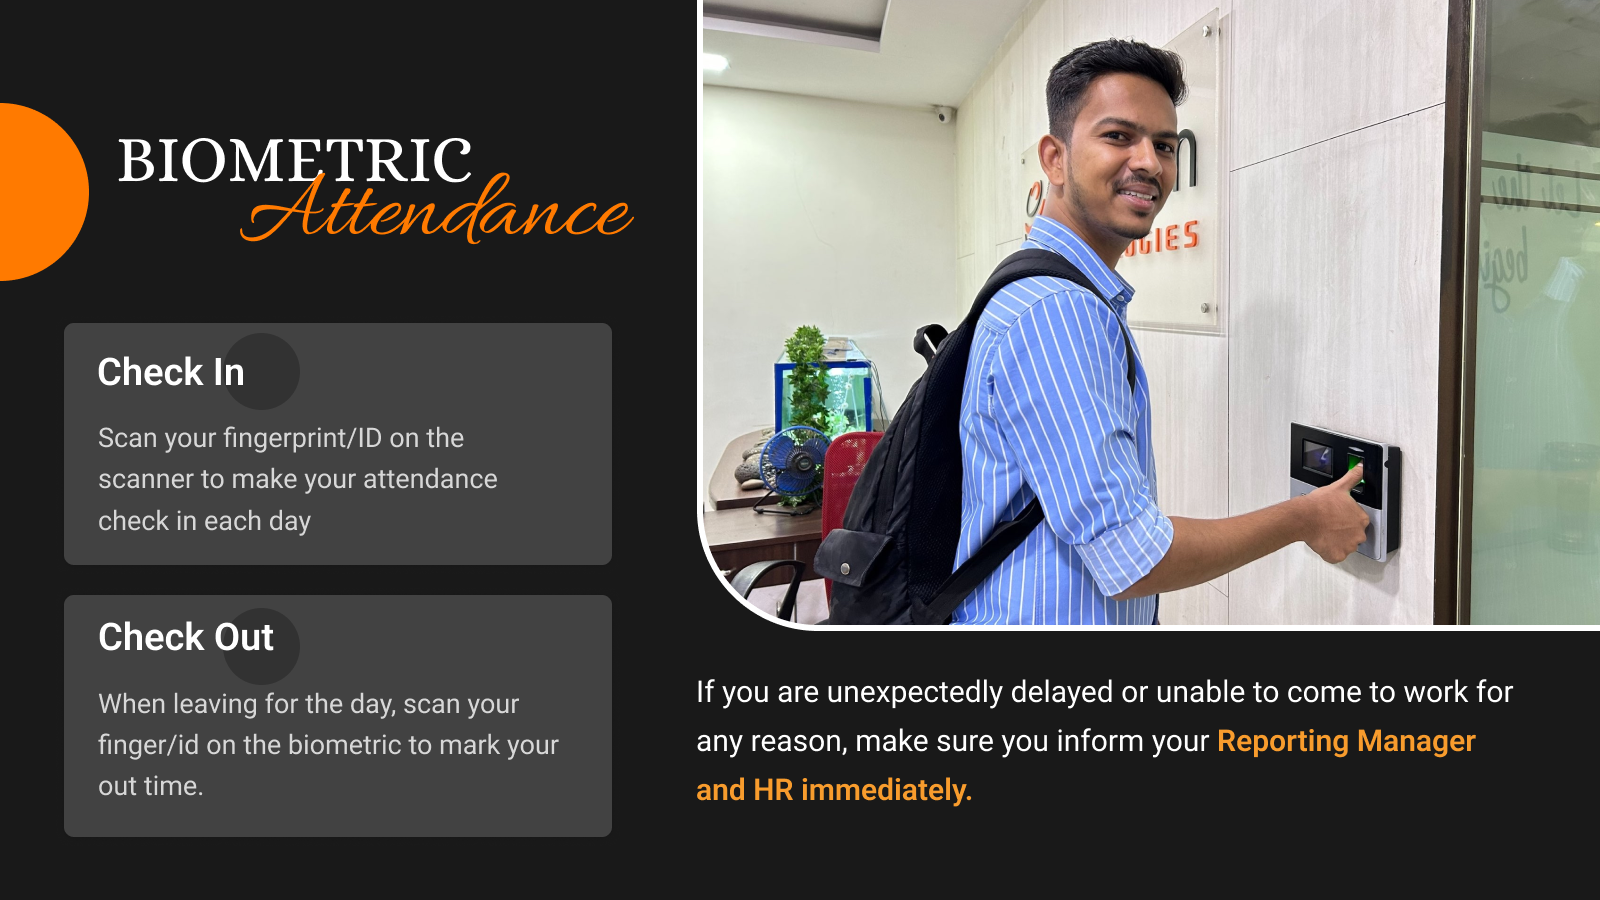 BIOMETRIC
Attendance
Check In
Scan your fingerprint/ID on the
scanner to make your attendance
check in each day
Check Out
When leaving for the day, scan your
finger/id on the biometric to mark your
out time.
If you are unexpectedly delayed or unable to come to work for
any reason, make sure you inform your Reporting Manager
and HR immediately.